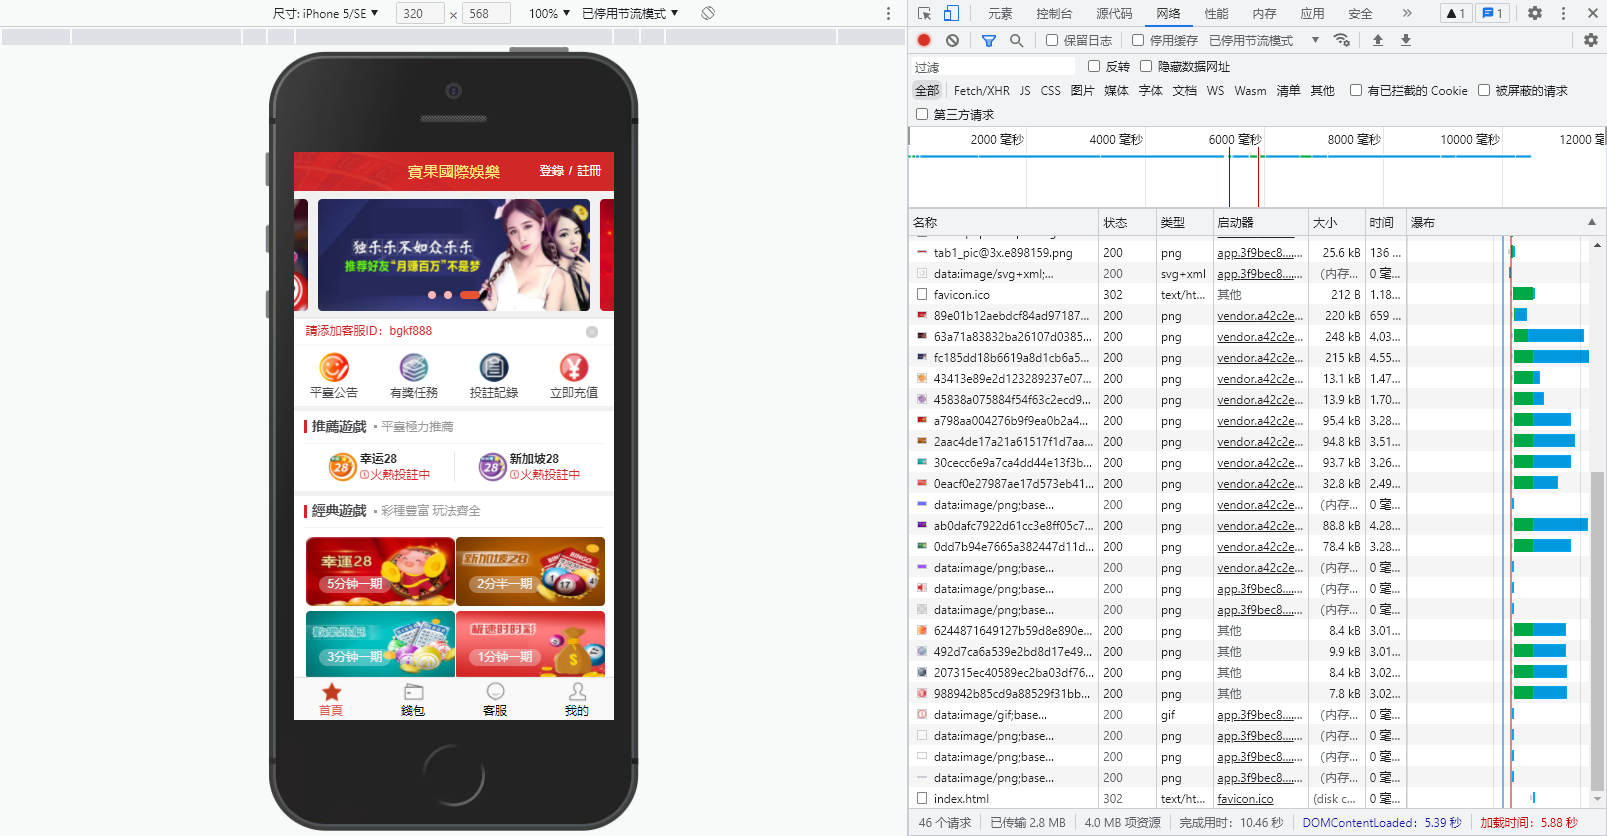 尺寸: iPhone 5/SE ▼ 320 × 568 100% ▼ 已停用节流模式 ▼
寶果國際娛樂 登錄 / 註冊
独乐乐不如众乐乐
推荐好友“月赚百万”不是梦
請添加客服ID：bgkf888
平臺公告 有獎任務 投註記錄 立即充值
推薦遊戲 • 平臺極力推薦
28 幸运28 火熱投註中
28 新加坡28 火熱投註中
經典遊戲 • 彩種豐富 玩法齊全
幸運28
5分钟一期
新加坡28
2分半一期
3分钟一期
极速时时彩
1分钟一期
首頁 錢包 客服 我的
元素 控制台 源代码 网络 性能 内存 应用 安全 » ▲ 1 1
保留日志 停用缓存 已停用节流模式 ▼
过滤 反转 隐藏数据网址
全部 Fetch/XHR JS CSS 图片 媒体 字体 文档 WS Wasm 清单 其他 有已拦截的 Cookie 被屏蔽的请求
第三方请求
2000 毫秒 4000 毫秒 6000 毫秒 8000 毫秒 10000 毫秒 12000 毫
名称 状态 类型 启动器 大小 时间 瀑布 ▲
tab1_pic@3x.e898159.png 200 png app.3f9bec8.... 25.6 kB 136 ...
data:image/svg+xml;... 200 svg+xml app.3f9bec8.... (内存... 0 毫...
favicon.ico 302 text/ht... 其他 212 B 1.18...
89e01b12aebdcf84ad97187... 200 png vendor.a42c2e... 220 kB 659 ...
63a71a83832ba26107d0385... 200 png vendor.a42c2e... 248 kB 4.03...
fc185dd18b6619a8d1cb6a5... 200 png vendor.a42c2e... 215 kB 4.55...
43413e89e2d123289237e07... 200 png vendor.a42c2e... 13.1 kB 1.47...
45838a075884f54f63c2ecd9... 200 png vendor.a42c2e... 13.9 kB 1.70...
a798aa004276b9f9ea0b2a4... 200 png vendor.a42c2e... 95.4 kB 3.28...
2aac4de17a21a61517f1d7aa... 200 png vendor.a42c2e... 94.8 kB 3.51...
30cecc6e9a7ca4dd44e13f3b... 200 png vendor.a42c2e... 93.7 kB 3.26...
0eacf0e27987ae17d573eb41... 200 png vendor.a42c2e... 32.8 kB 2.49...
data:image/png;base... 200 png vendor.a42c2e... (内存... 0 毫...
ab0dafc7922d61cc3e8ff05c7... 200 png vendor.a42c2e... 88.8 kB 4.28...
0dd7b94e7665a382447d11d... 200 png vendor.a42c2e... 78.4 kB 3.28...
data:image/png;base... 200 png vendor.a42c2e... (内存... 0 毫...
data:image/png;base... 200 png app.3f9bec8.... (内存... 0 毫...
data:image/png;base... 200 png app.3f9bec8.... (内存... 0 毫...
6244871649127b59d8e890e... 200 png 其他 8.4 kB 3.01...
492d7ca6a539e2bd8d17e49... 200 png 其他 9.9 kB 3.01...
207315ec40589ec2ba03df76... 200 png 其他 8.4 kB 3.02...
988942b85cd9a88529f31bb... 200 png 其他 7.8 kB 3.02...
data:image/gif;base... 200 gif app.3f9bec8.... (内存... 0 毫...
data:image/png;base... 200 png app.3f9bec8.... (内存... 0 毫...
data:image/png;base... 200 png app.3f9bec8.... (内存... 0 毫...
data:image/png;base... 200 png app.3f9bec8.... (内存... 0 毫...
index.html 302 text/ht... favicon.ico (disk c... 0 毫...
46 个请求 已传输 2.8 MB 4.0 MB 项资源 完成用时：10.46 秒 DOMContentLoaded：5.39 秒 加载时间：5.88 秒